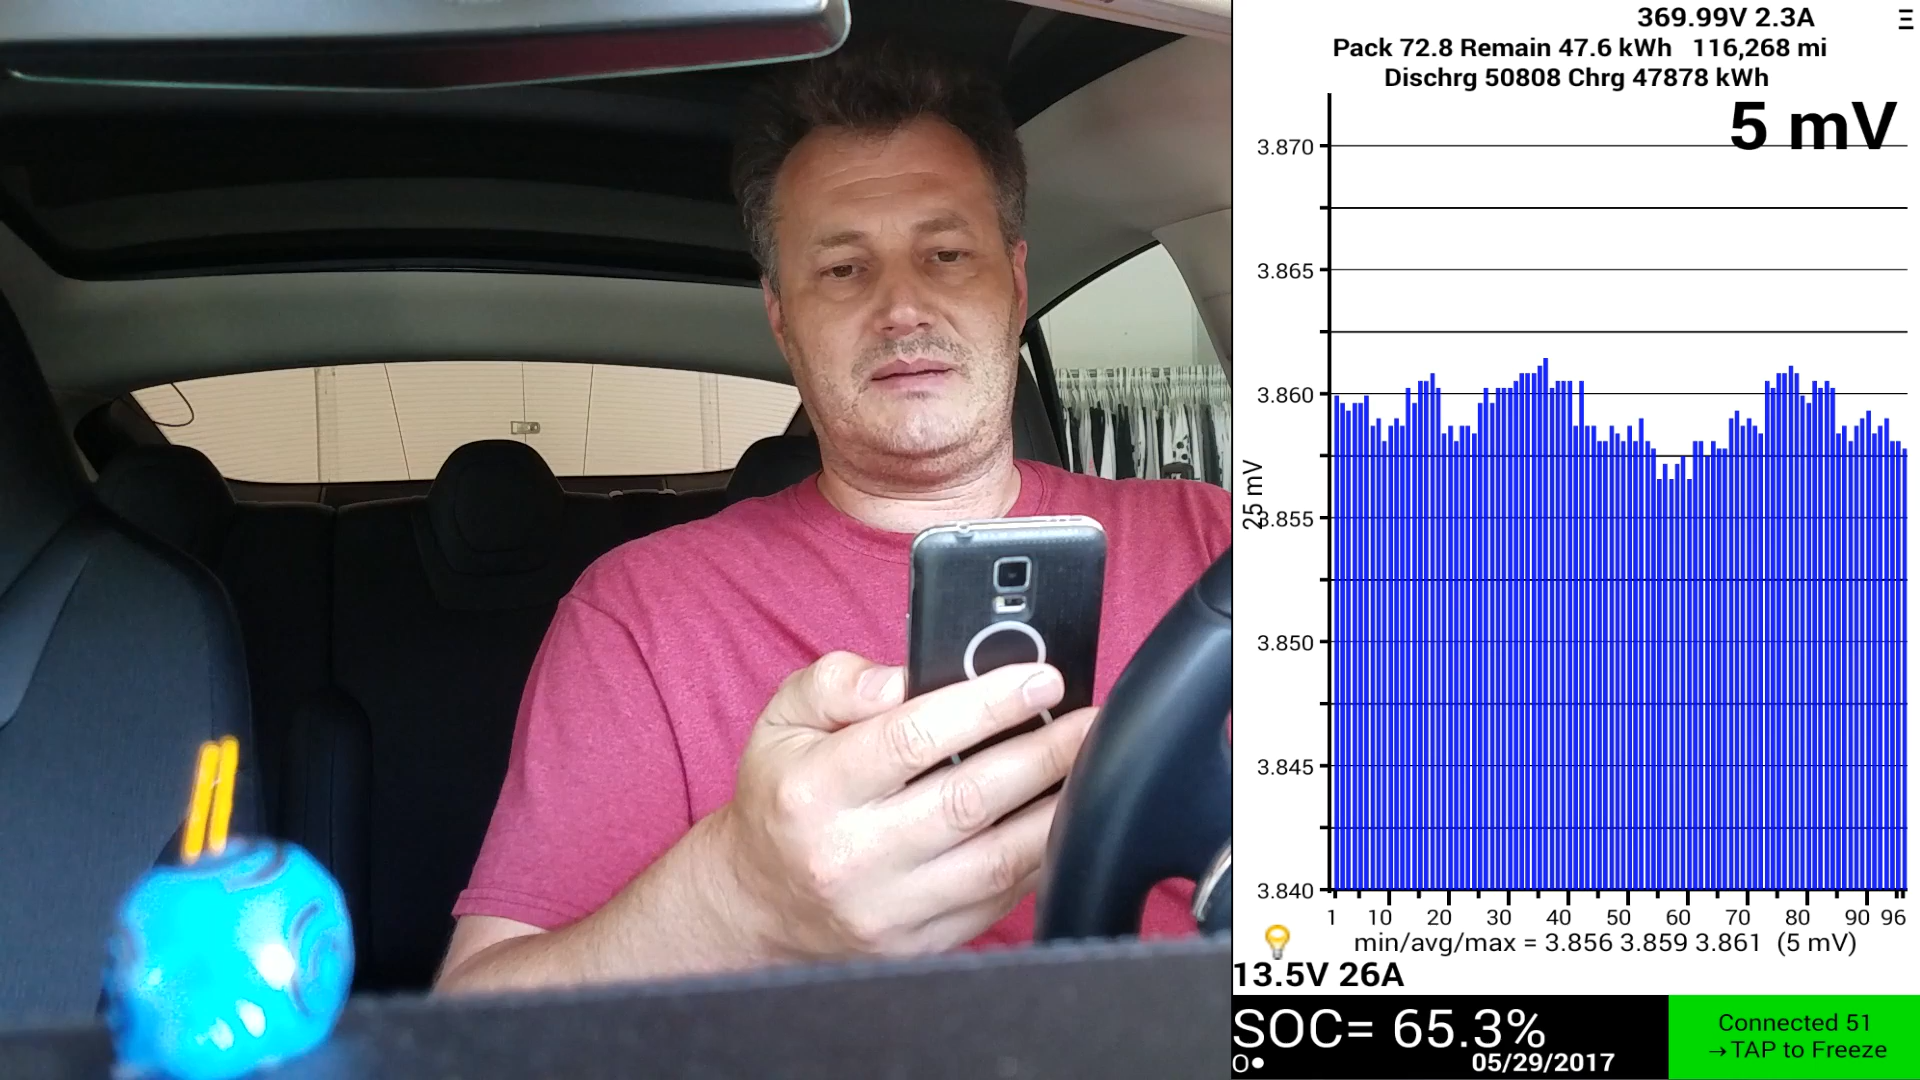 369.99V 2.3A
Pack 72.8 Remain 47.6 kWh 116,268 mi
Dischrg 50808 Chrg 47878 kWh
5 mV
3.870
3.865
3.860
3.855
3.850
3.845
3.840
25 mV
1 10 20 30 40 50 60 70 80 90 96
min/avg/max = 3.856 3.859 3.861 (5 mV)
13.5V 26A
SOC= 65.3%
05/29/2017
Connected 51
→TAP to Freeze